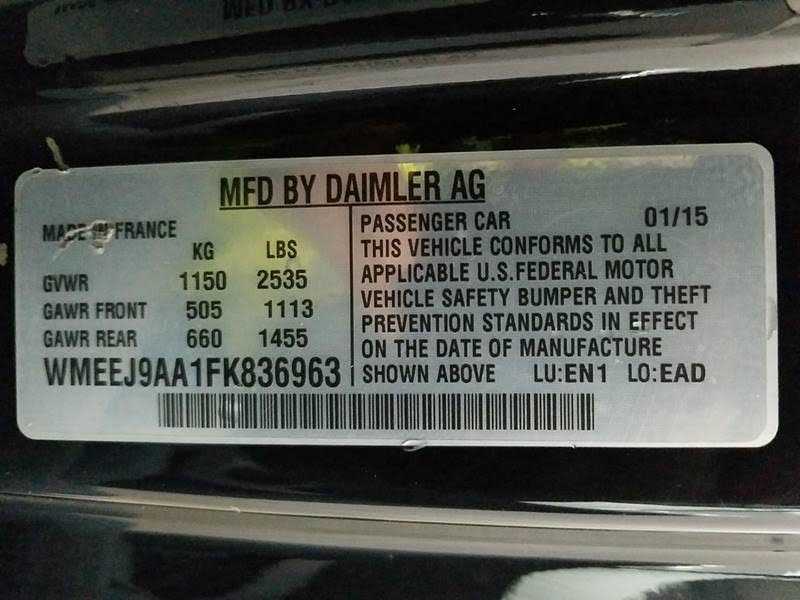 MFD BY DAIMLER AG
MADE IN FRANCE
KG LBS
GVWR 1150 2535
GAWR FRONT 505 1113
GAWR REAR 660 1455
WMEEJ9AA1FK836963
PASSENGER CAR 01/15
THIS VEHICLE CONFORMS TO ALL
APPLICABLE U.S.FEDERAL MOTOR
VEHICLE SAFETY BUMPER AND THEFT
PREVENTION STANDARDS IN EFFECT
ON THE DATE OF MANUFACTURE
SHOWN ABOVE LU:EN1 LO:EAD